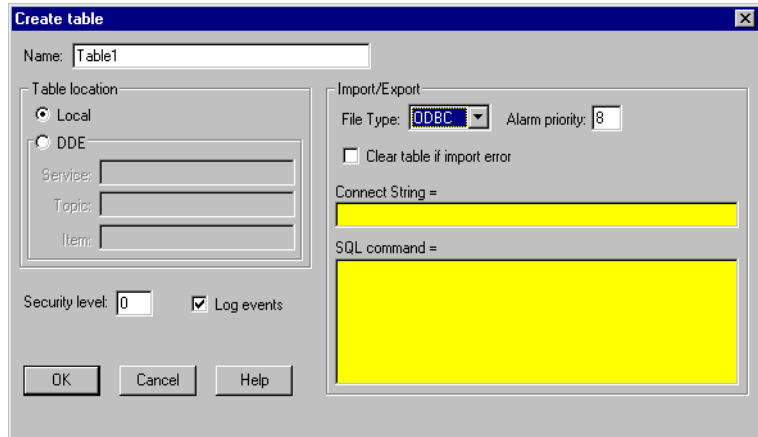 Create table
Name: Table1
Table location
Local
DDE
Service:
Topic:
Item:
Security level: 0
Log events
OK Cancel Help
Import/Export
File Type: ODBC Alarm priority: 8
Clear table if import error
Connect String =
SQL command =